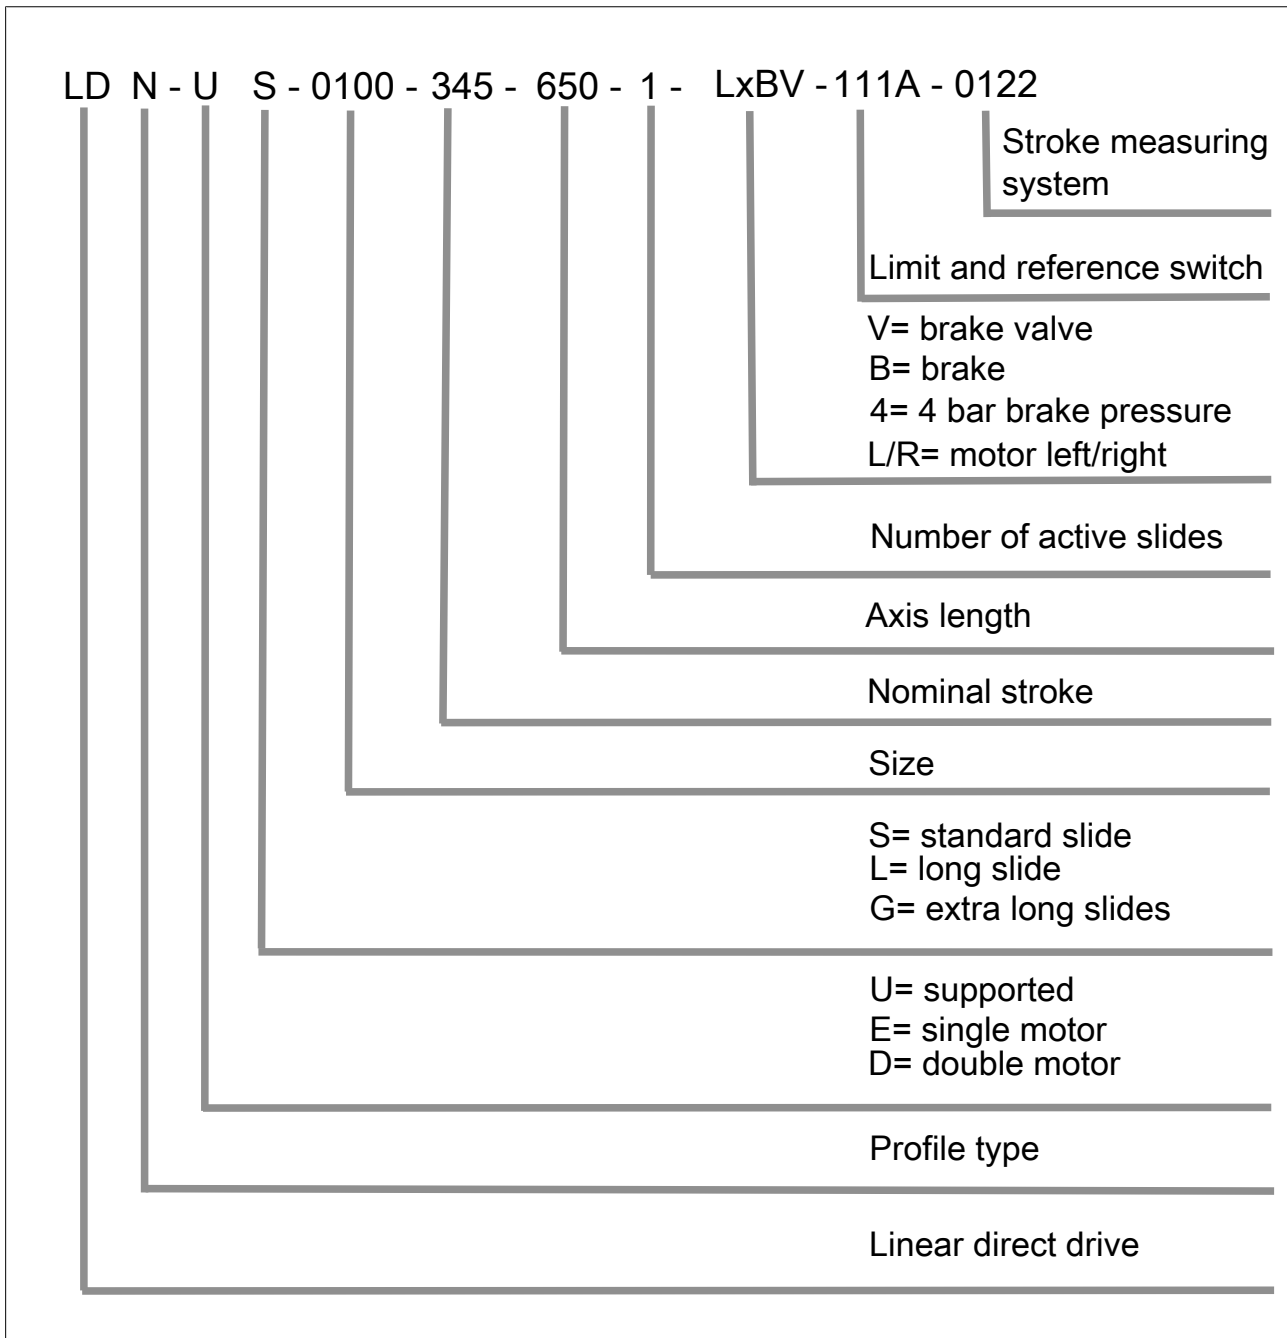 LD N - U S - 0100 - 345 - 650 - 1 - LxBV - 111A - 0122
Stroke measuring
system
Limit and reference switch
V= brake valve
B= brake
4= 4 bar brake pressure
L/R= motor left/right
Number of active slides
Axis length
Nominal stroke
Size
S= standard slide
L= long slide
G= extra long slides
U= supported
E= single motor
D= double motor
Profile type
Linear direct drive